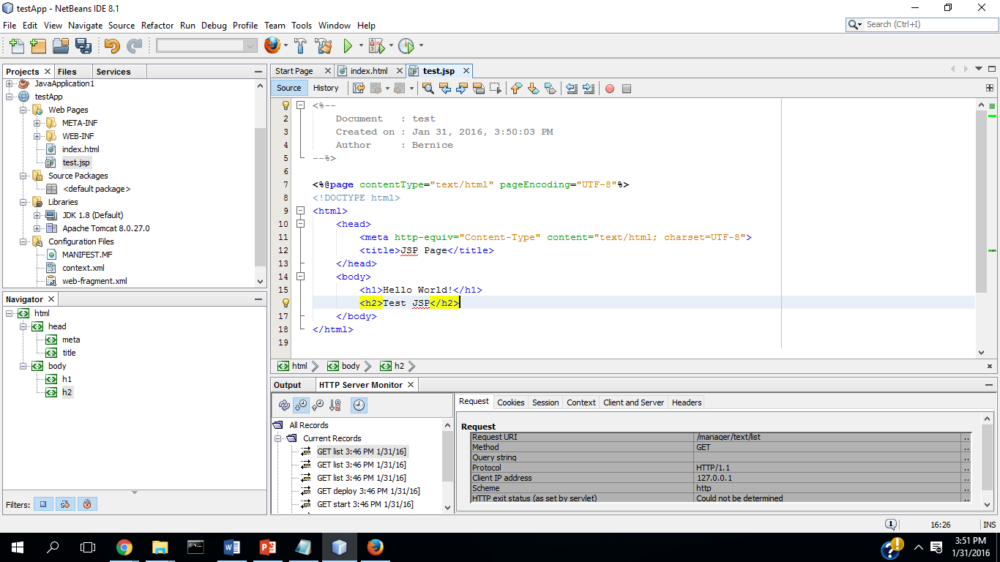 testApp - NetBeans IDE 8.1
File Edit View Navigate Source Refactor Run Debug Profile Team Tools Window Help
Search (Ctrl+I)
Projects Files Services
JavaApplication1
testApp
Web Pages
META-INF
WEB-INF
index.html
test.jsp
Source Packages
<default package>
Libraries
JDK 1.8 (Default)
Apache Tomcat 8.0.27.0
Configuration Files
MANIFEST.MF
context.xml
web-fragment.xml
Navigator
html
head
meta
title
body
h1
h2
Filters:
Start Page index.html test.jsp
Source History
<%--
2 Document : test
3 Created on : Jan 31, 2016, 3:50:03 PM
4 Author : Bernice
5 --%>
6
7 <%@page contentType="text/html" pageEncoding="UTF-8"%>
8 <!DOCTYPE html>
9 <html>
10 <head>
11 <meta http-equiv="Content-Type" content="text/html; charset=UTF-8">
12 <title>JSP Page</title>
13 </head>
14 <body>
15 <h1>Hello World!</h1>
<h2>Test JSP</h2>
17 </body>
18 </html>
19
html body h2
Output HTTP Server Monitor
All Records
Current Records
GET list 3:46 PM 1/31/16]
GET list 3:46 PM 1/31/16]
GET list 3:46 PM 1/31/16]
GET deploy 3:46 PM 1/31/16]
GET start 3:46 PM 1/31/16]
Request Cookies Session Context Client and Server Headers
Request
Request URI /manager/text/list ..
Method GET ..
Query string ..
Protocol HTTP/1.1 ..
Client IP address 127.0.0.1 ..
Scheme http ..
HTTP exit status (as set by servlet) Could not be determined ..
1 16:26 INS
3:51 PM
1/31/2016